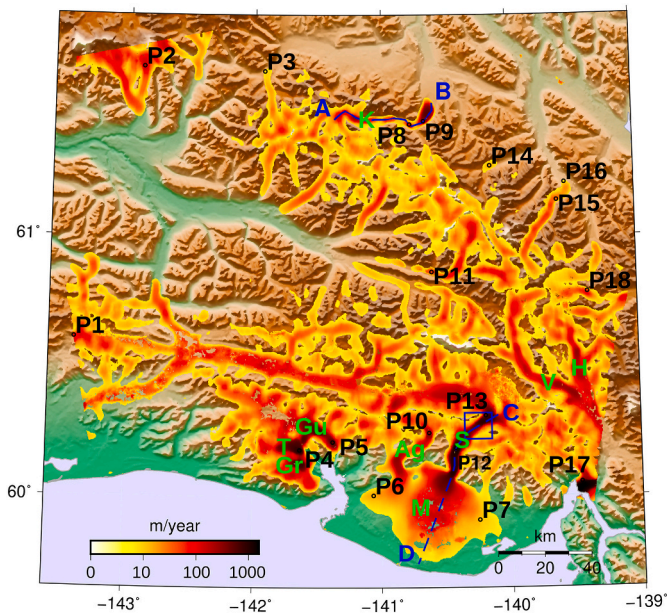 P2
P3
A
B
K
P8
P9
P14
P16
P15
61°
P11
P18
P1
H
V
P13
C
P10
Gu
S
T
P4
P5
Ag
Gr
P12
P17
P6
M
P7
60°
m/year
km
D
0
10
100
1000
0
20
40
−143°
−142°
−141°
−140°
−139°